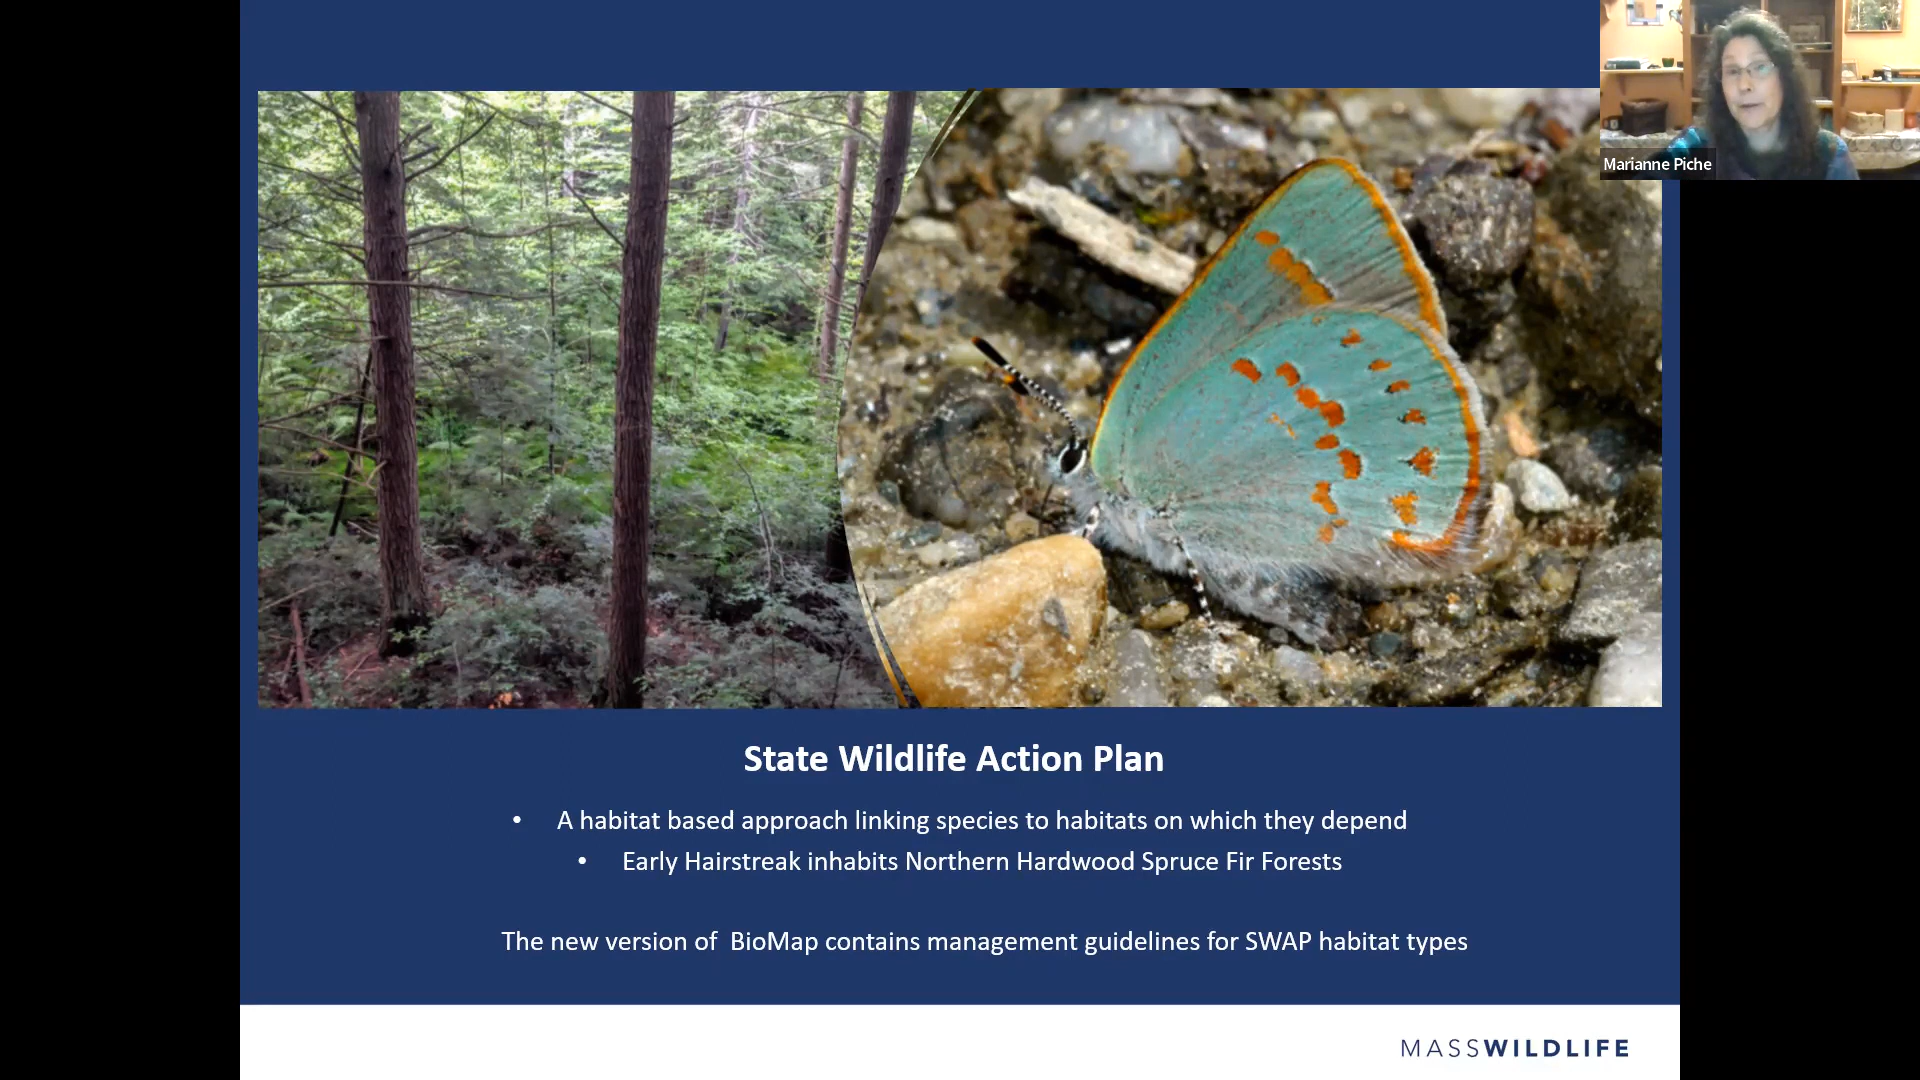 Marianne Piche
State Wildlife Action Plan
• A habitat based approach linking species to habitats on which they depend
• Early Hairstreak inhabits Northern Hardwood Spruce Fir Forests
The new version of BioMap contains management guidelines for SWAP habitat types
MASSWILDLIFE